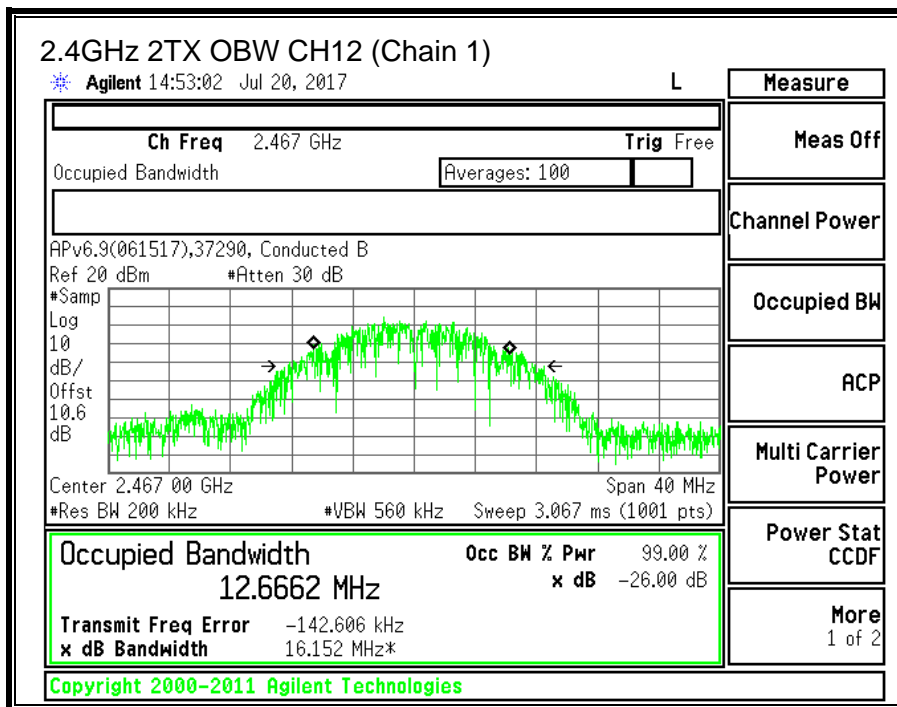 2.4GHz 2TX OBW CH12 (Chain 1)
Agilent 14:53:02 Jul 20, 2017 L
Measure
Ch Freq 2.467 GHz Trig Free
Meas Off
Occupied Bandwidth Averages: 100
Channel Power
APv6.9(061517),37290, Conducted B
Ref 20 dBm #Atten 30 dB
#Samp
Log
10
dB/
Offst
10.6
dB
Occupied BW
ACP
Multi Carrier
Power
Center 2.467 00 GHz Span 40 MHz
#Res BW 200 kHz #VBW 560 kHz Sweep 3.067 ms (1001 pts)
Power Stat
CCDF
Occupied Bandwidth Occ BW % Pwr 99.00 %
12.6662 MHz x dB -26.00 dB
Transmit Freq Error -142.606 kHz
x dB Bandwidth 16.152 MHz*
More
1 of 2
Copyright 2000-2011 Agilent Technologies